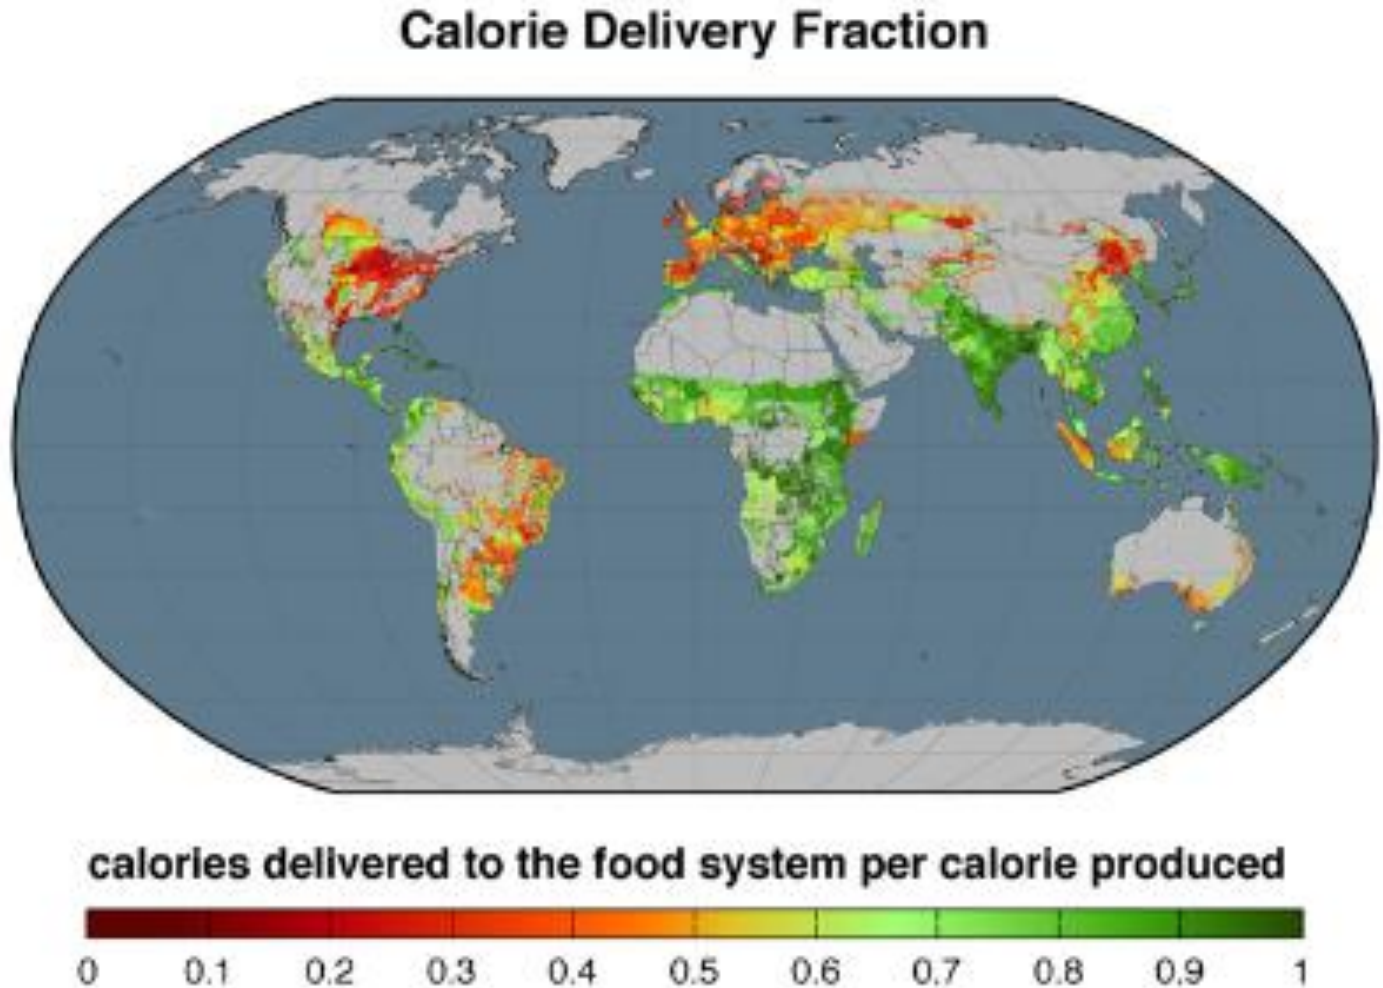 Calorie Delivery Fraction
calories delivered to the food system per calorie produced
0 0.1 0.2 0.3 0.4 0.5 0.6 0.7 0.8 0.9 1